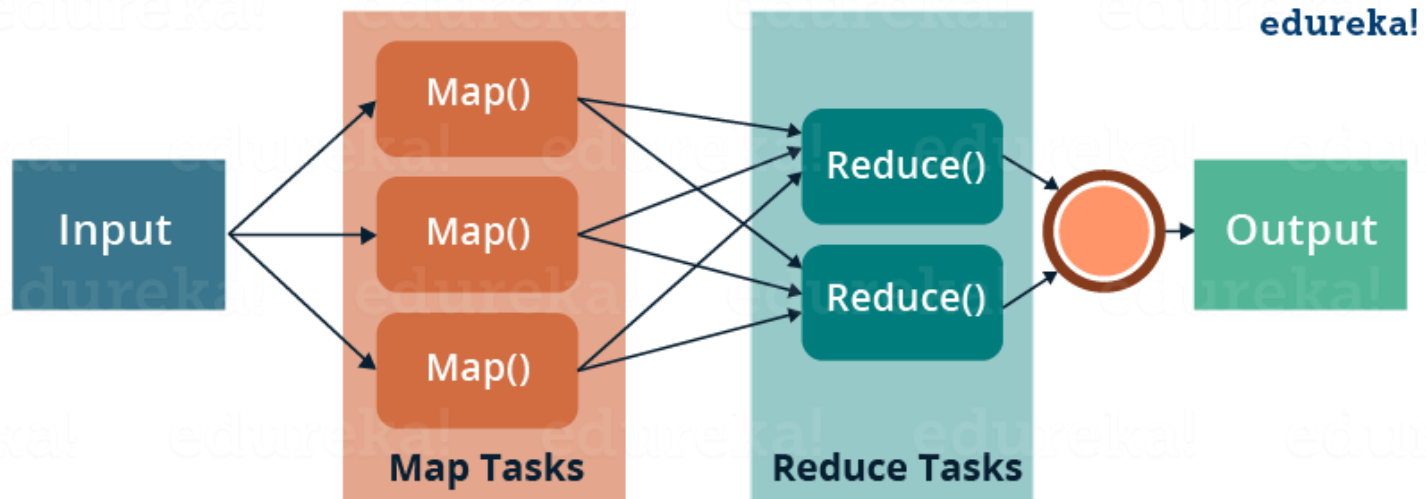 edureka!
Input
Map()
Map()
Map()
Map Tasks
Reduce()
Reduce()
Reduce Tasks
Output